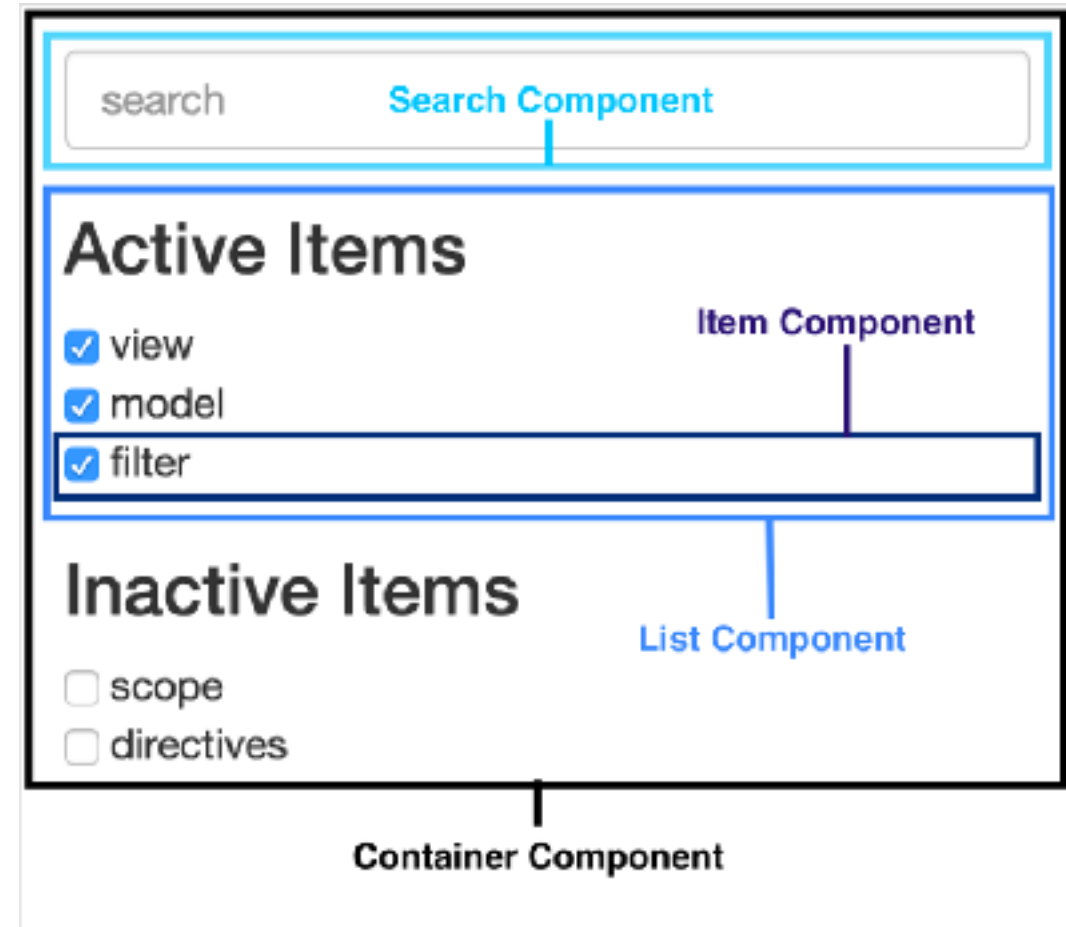 search Search Component
Active Items
Item Component
view
model
filter
Inactive Items
List Component
scope
directives
Container Component